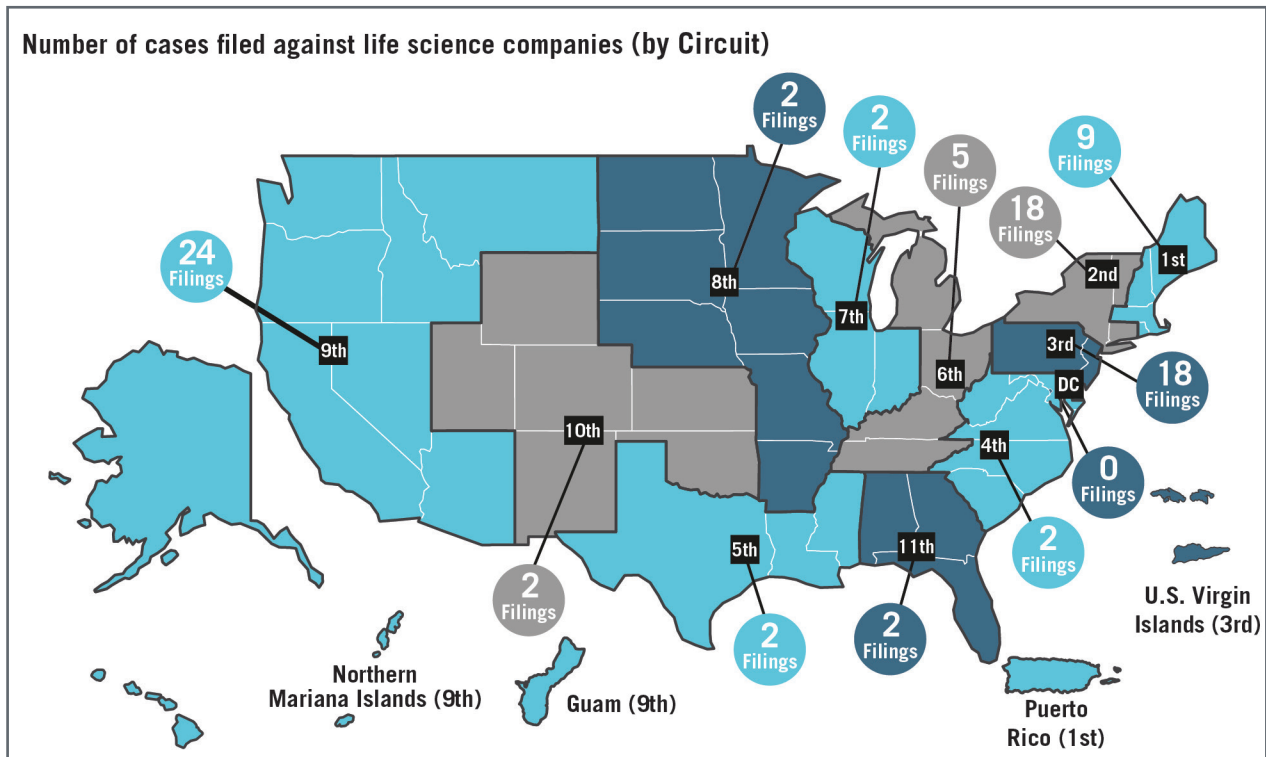 Number of cases filed against life science companies (by Circuit)
2
Filings
2
Filings
5
Filings
9
Filings
18
Filings
24
Filings
8th
7th
2nd
1st
9th
3rd
6th
DC
18
Filings
10th
4th
0
Filings
5th
11th
2
Filings
2
Filings
2
Filings
2
Filings
U.S. Virgin
Islands (3rd)
Northern
Mariana Islands (9th)
Guam (9th)
Puerto
Rico (1st)